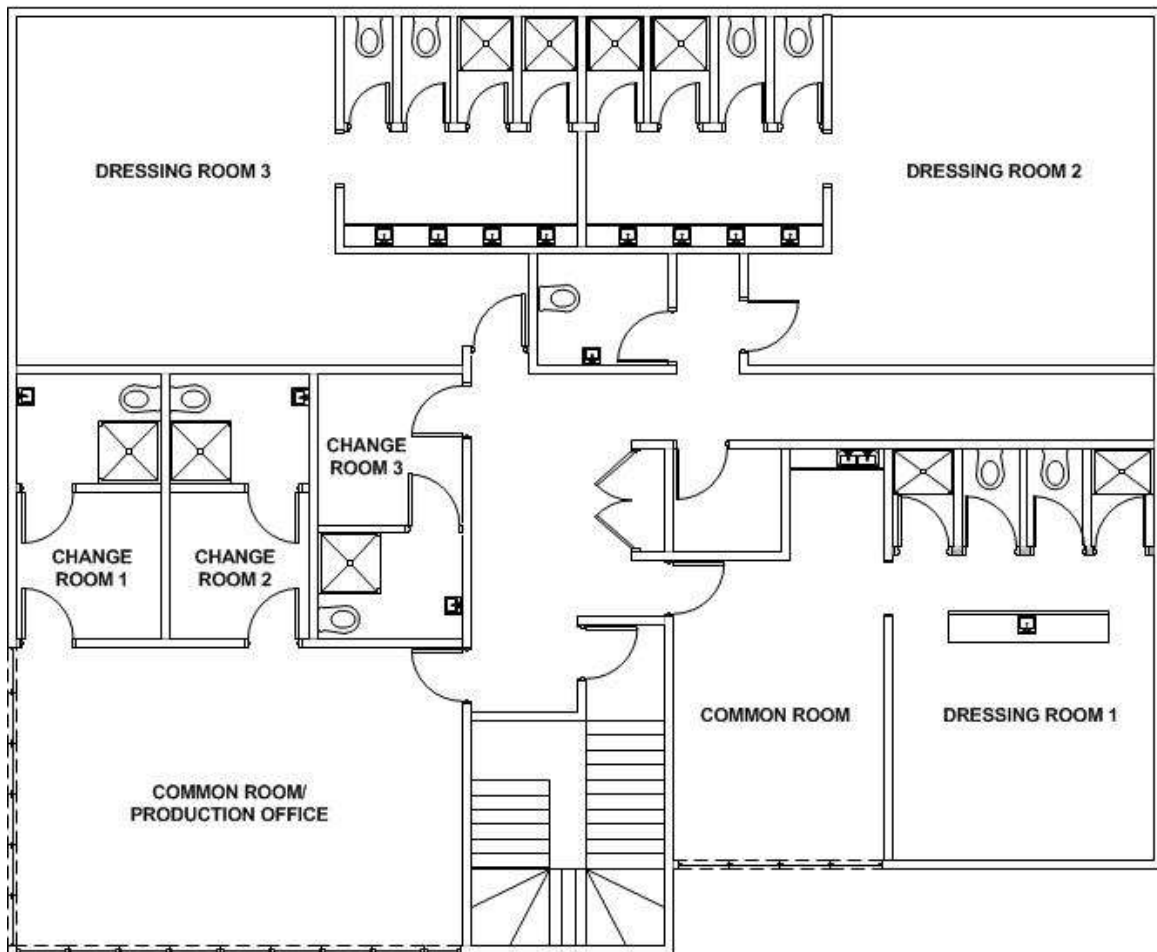 DRESSING ROOM 3
DRESSING ROOM 2
CHANGE
ROOM 3
CHANGE
ROOM 1
CHANGE
ROOM 2
COMMON ROOM
DRESSING ROOM 1
COMMON ROOM/
PRODUCTION OFFICE